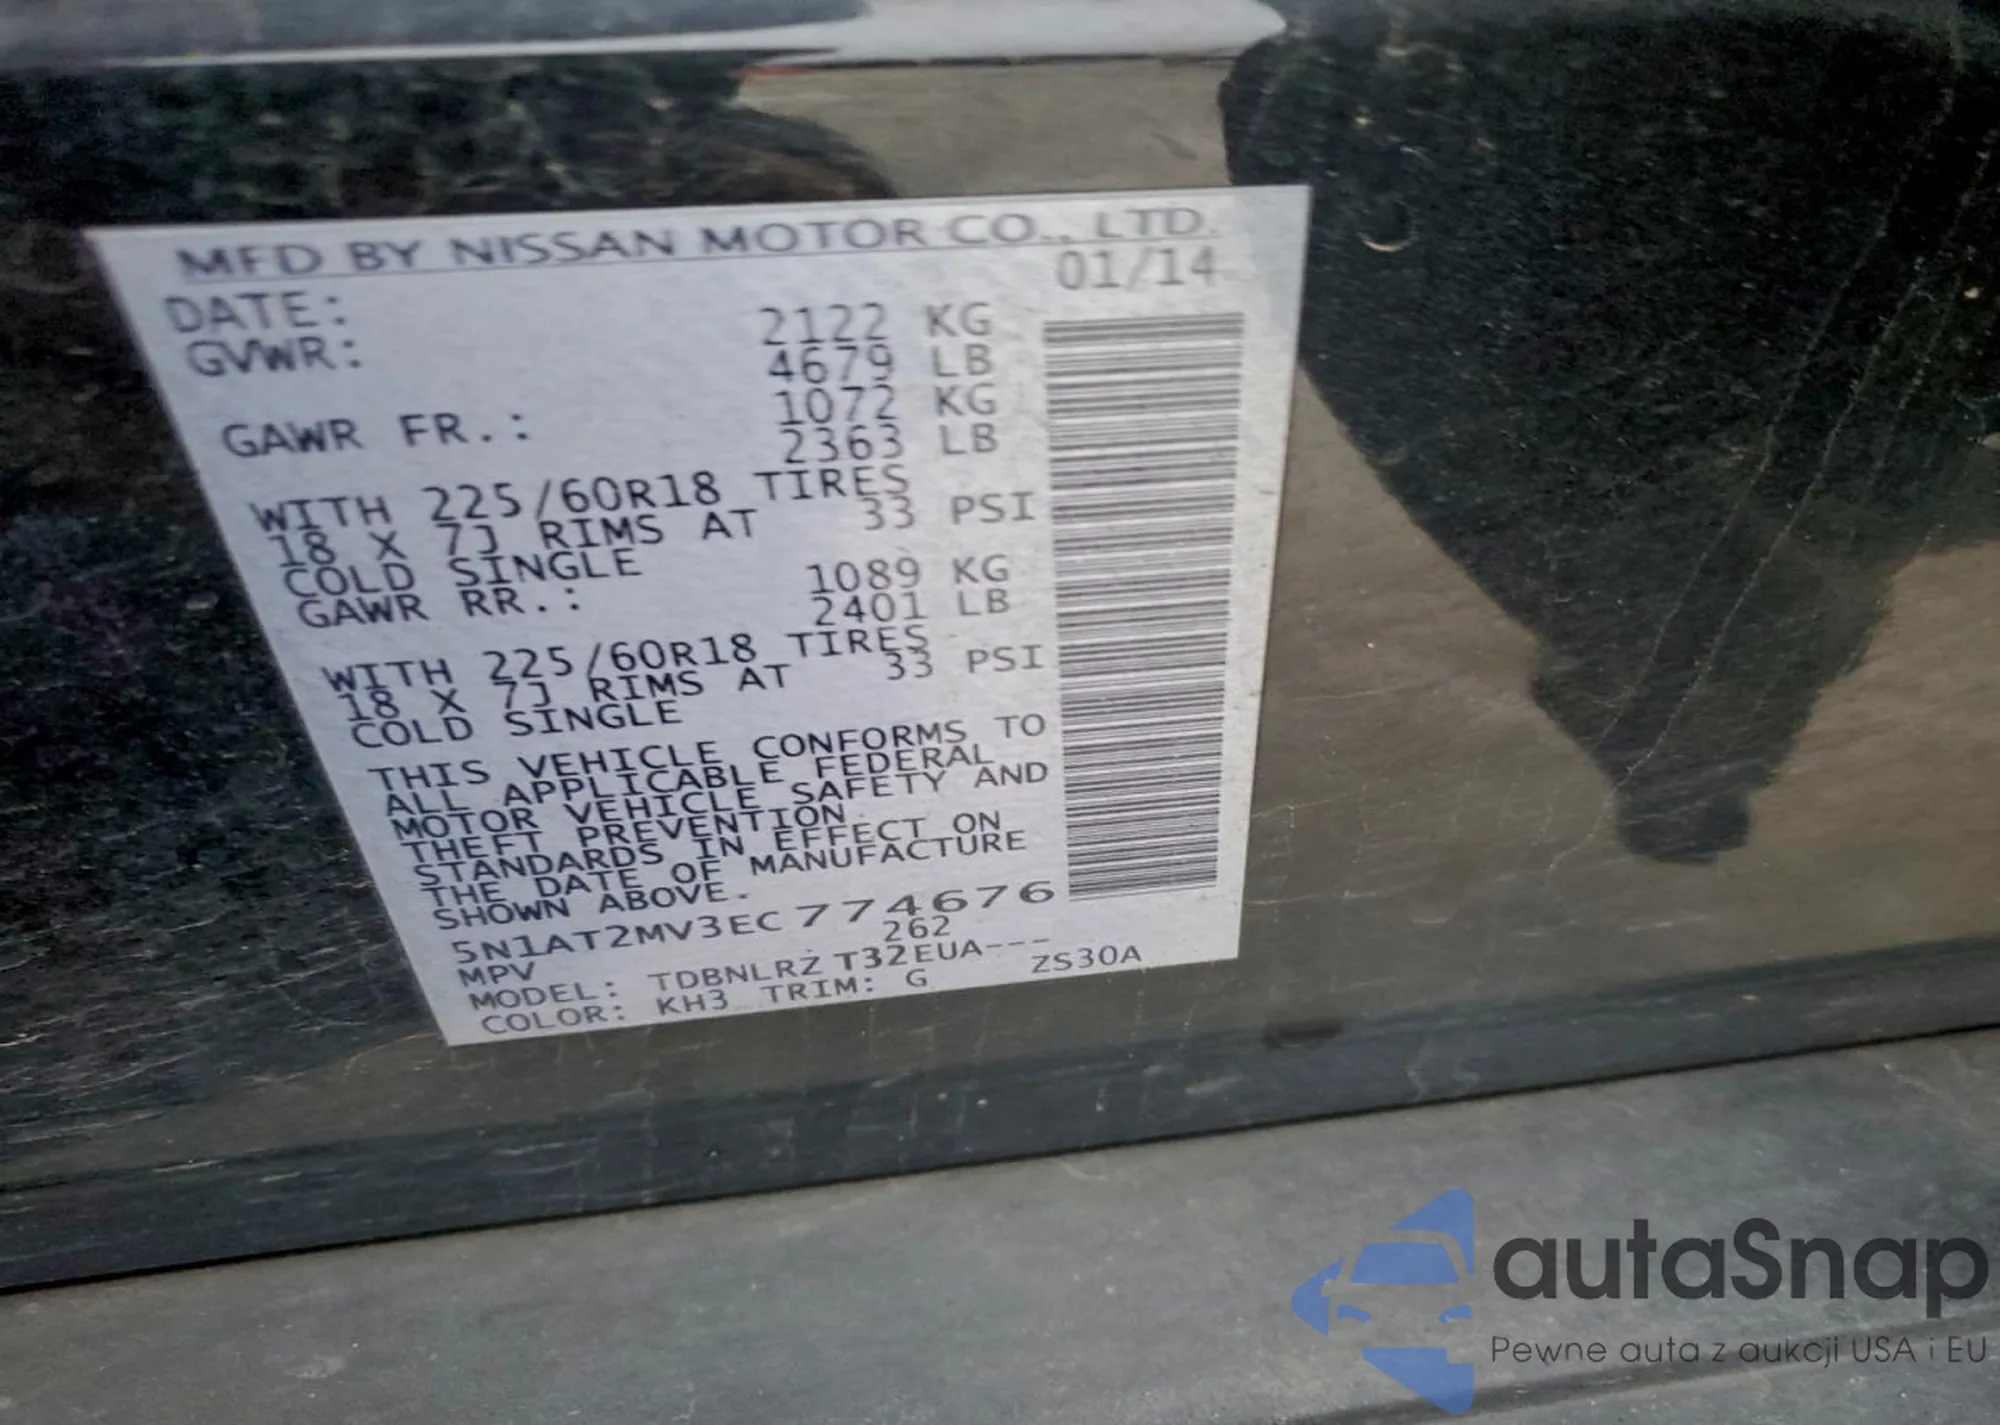 MFD BY NISSAN MOTOR CO., LTD.
DATE: 01/14
GVWR: 2122 KG
4679 LB
GAWR FR.: 1072 KG
2363 LB
WITH 225/60R18 TIRES
18 X 7J RIMS AT 33 PSI
COLD SINGLE
GAWR RR.: 1089 KG
2401 LB
WITH 225/60R18 TIRES
18 X 7J RIMS AT 33 PSI
COLD SINGLE
THIS VEHICLE CONFORMS TO
ALL APPLICABLE FEDERAL
MOTOR VEHICLE SAFETY AND
THEFT PREVENTION
STANDARDS IN EFFECT ON
THE DATE OF MANUFACTURE
SHOWN ABOVE.
5N1AT2MV3EC774676
MPV 262
MODEL: TDBNLRZ T32EUA---
COLOR: KH3 TRIM: G ZS30A
autaSnap
Pewne auta z aukcji USA i EU